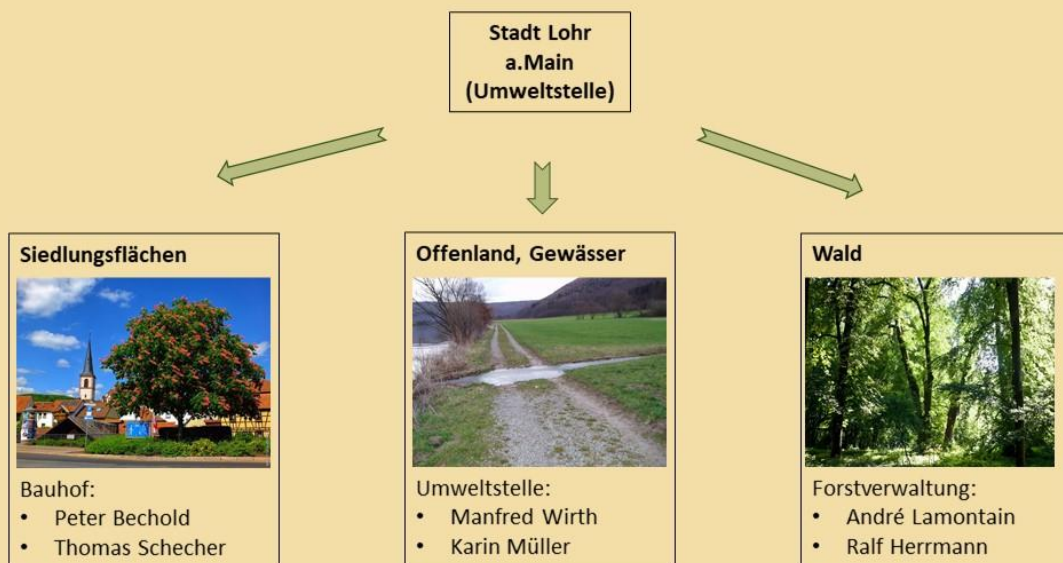 Stadt Lohr
a.Main
(Umweltstelle)
Siedlungsflächen
Bauhof:
• Peter Bechold
• Thomas Schecher
Offenland, Gewässer
Umweltstelle:
• Manfred Wirth
• Karin Müller
Wald
Forstverwaltung:
• André Lamontain
• Ralf Herrmann